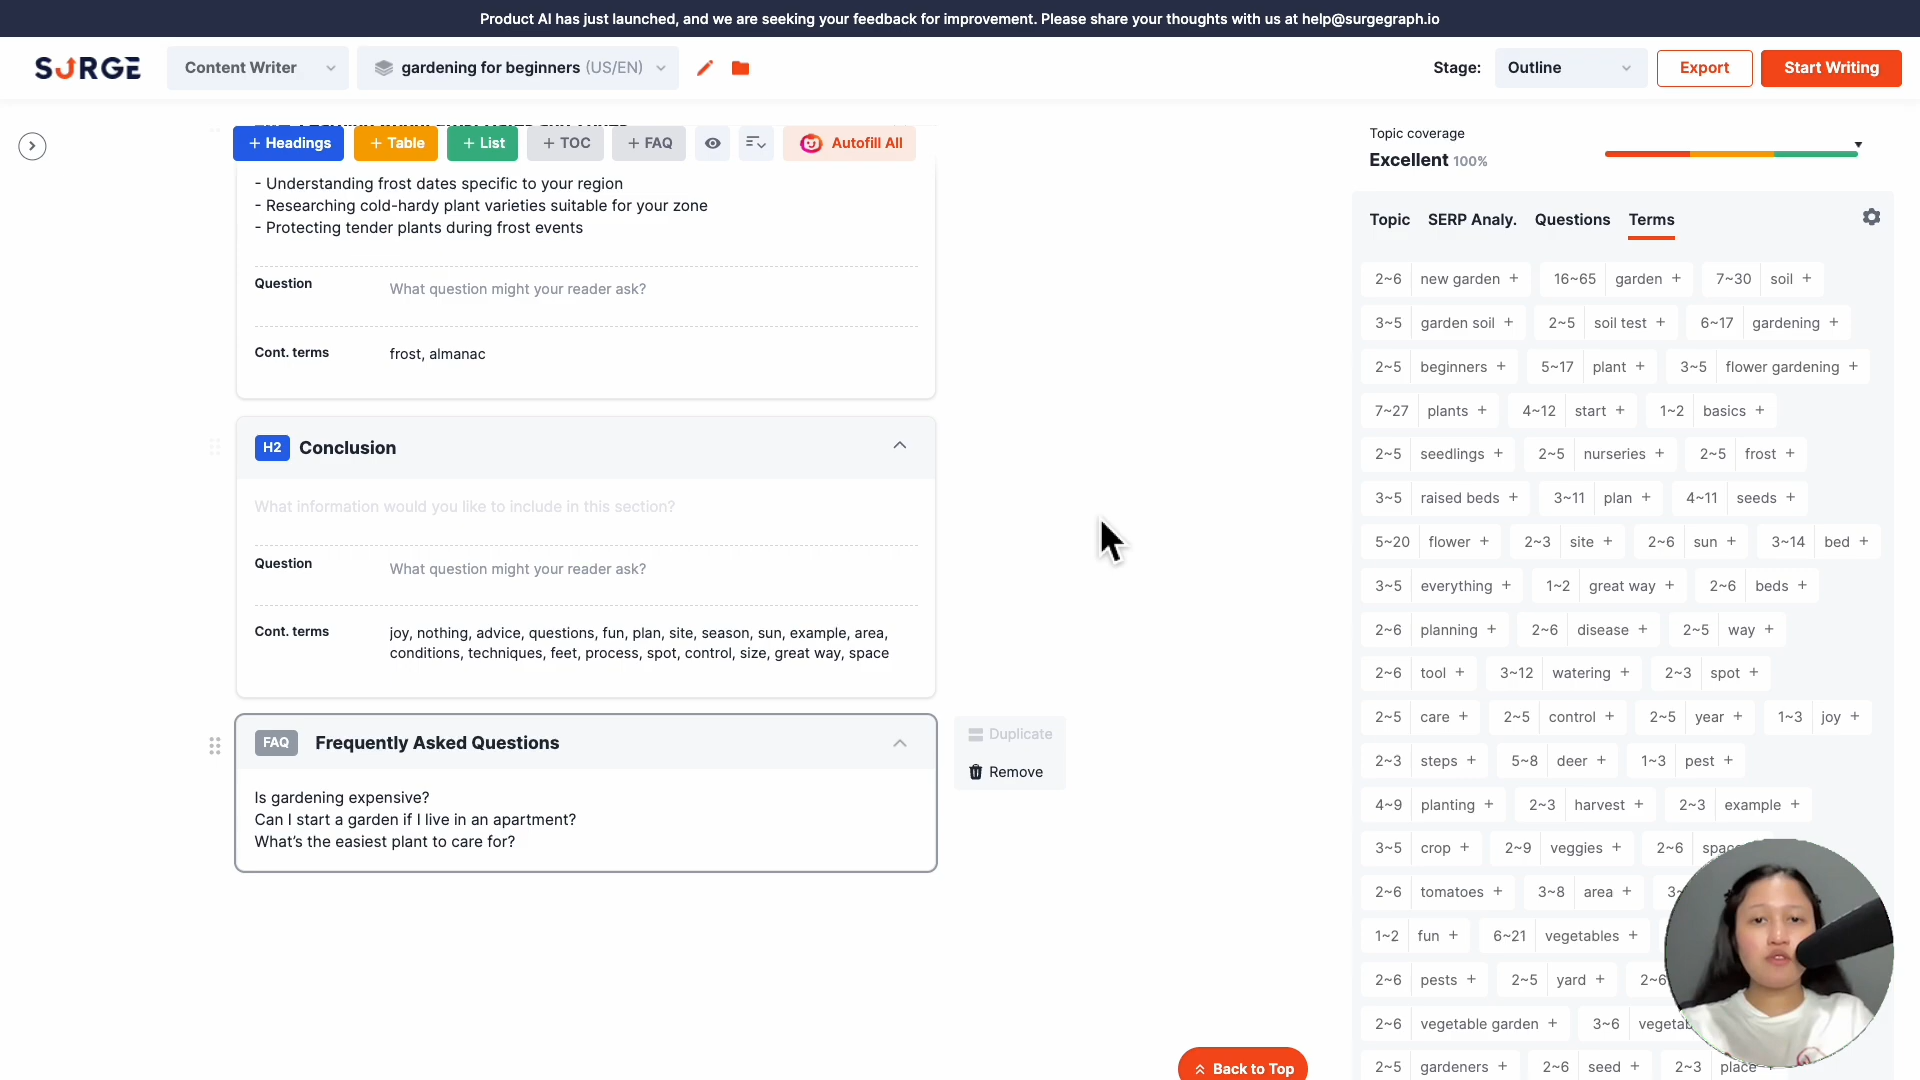 Product AI has just launched, and we are seeking your feedback for improvement. Please share your thoughts with us at help@surgegraph.io
SURGE
Content Writer
gardening for beginners (US/EN)
Stage:
Outline
Export
Start Writing
+ Headings
+ Table
+ List
+ TOC
+ FAQ
Autofill All
- Understanding frost dates specific to your region
- Researching cold-hardy plant varieties suitable for your zone
- Protecting tender plants during frost events
Question
What question might your reader ask?
Cont. terms
frost, almanac
H2 Conclusion
What information would you like to include in this section?
Question
What question might your reader ask?
Cont. terms
joy, nothing, advice, questions, fun, plan, site, season, sun, example, area,
conditions, techniques, feet, process, spot, control, size, great way, space
FAQ Frequently Asked Questions
Is gardening expensive?
Can I start a garden if I live in an apartment?
What's the easiest plant to care for?
Duplicate
Remove
Back to Top
Topic coverage
Excellent 100%
Topic SERP Analy. Questions Terms
2~6 new garden + 16~65 garden + 7~30 soil +
3~5 garden soil + 2~5 soil test + 6~17 gardening +
2~5 beginners + 5~17 plant + 3~5 flower gardening +
7~27 plants + 4~12 start + 1~2 basics +
2~5 seedlings + 2~5 nurseries + 2~5 frost +
3~5 raised beds + 3~11 plan + 4~11 seeds +
5~20 flower + 2~3 site + 2~6 sun + 3~14 bed +
3~5 everything + 1~2 great way + 2~6 beds +
2~6 planning + 2~6 disease + 2~5 way +
2~6 tool + 3~12 watering + 2~3 spot +
2~5 care + 2~5 control + 2~5 year + 1~3 joy +
2~3 steps + 5~8 deer + 1~3 pest +
4~9 planting + 2~3 harvest + 2~3 example +
3~5 crop + 2~9 veggies + 2~6
2~6 tomatoes + 3~8 area +
1~2 fun + 6~21 vegetables +
2~6 pests + 2~5 yard + 2~6
2~6 vegetable garden + 3~6
2~5 gardeners + 2~6 seed + 2~3 place